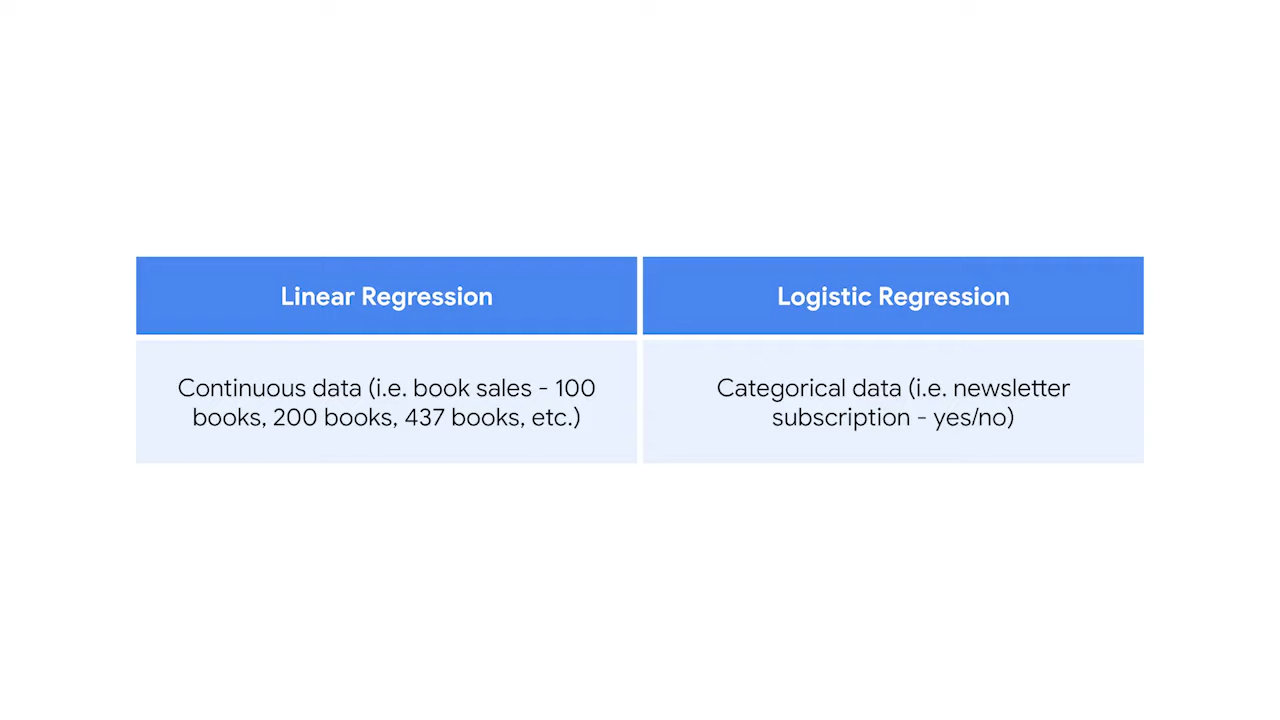 Linear Regression
Logistic Regression
Continuous data (i.e. book sales - 100
books, 200 books, 437 books, etc.)
Categorical data (i.e. newsletter
subscription - yes/no)